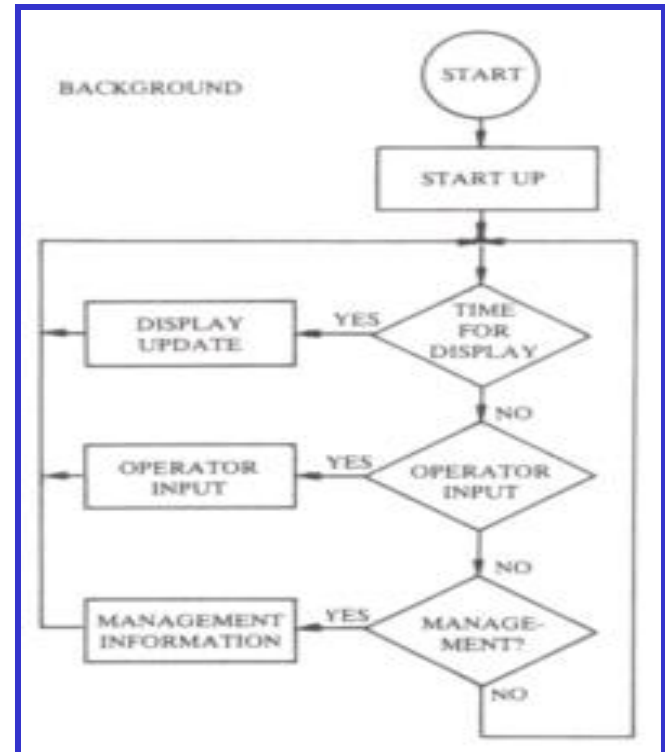 START
BACKGROUND
START UP
TIME
FOR
DISPLAY
YES
DISPLAY
UPDATE
NO
OPERATOR
INPUT
YES
OPERATOR
INPUT
NO
MANAGE-
MENT?
YES
MANAGEMENT
INFORMATION
NO